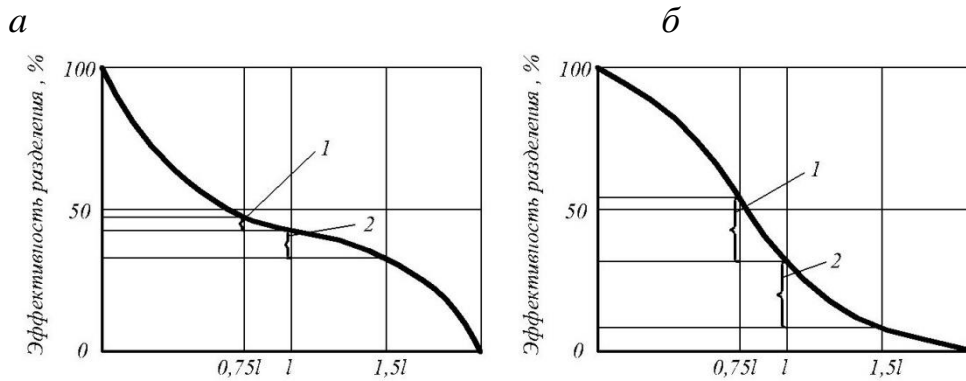 а
б
Эффективность разделения , %
100
50
0
1
2
0,75l
l
1,5l
Эффективность разделения , %
100
50
0
1
2
0,75l
l
1,5l